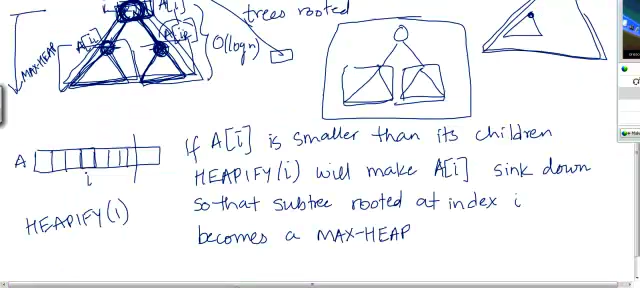 i A[i]
trees rooted
A[i]
A[ie]
O(logn)
MAX-HEAP
If A[i] is smaller than its children
A
HEAPIFY(i) will make A[i] sink down
i
so that subtree rooted at index i
HEAPIFY(i)
becomes a MAX-HEAP